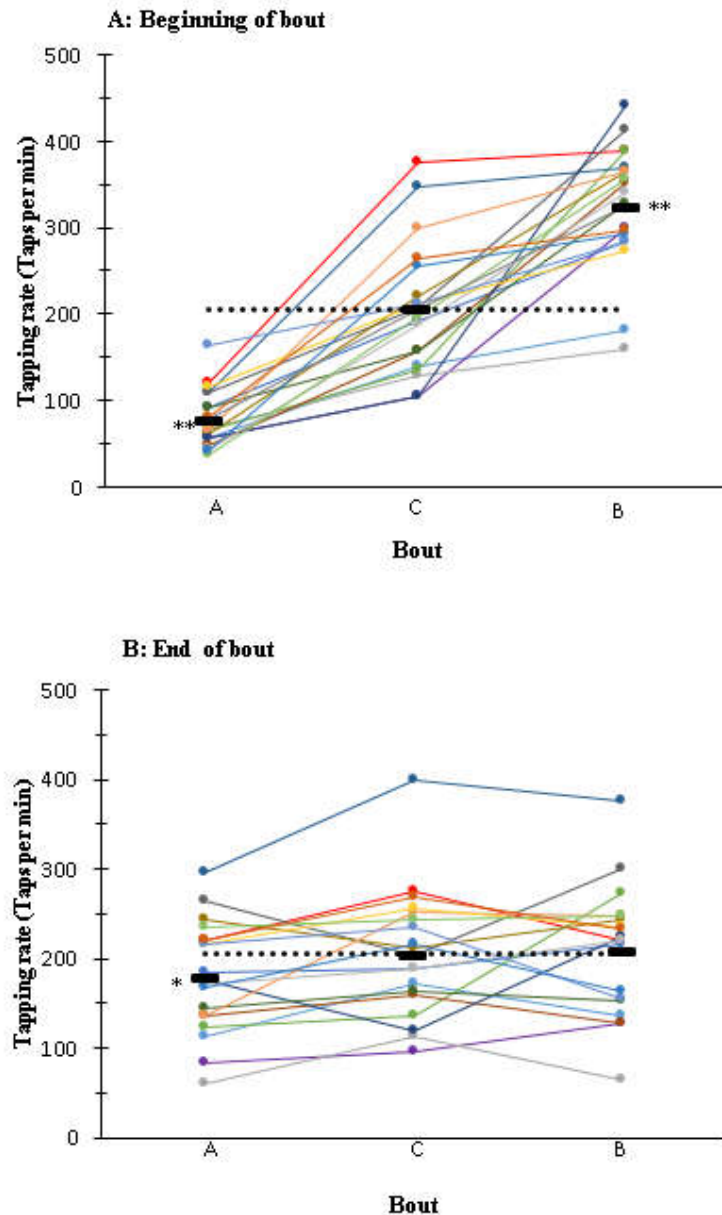 A: Beginning of bout
500
400
300
200
100
0
Tapping rate (Taps per min)
**
**
A
C
B
Bout
B: End of bout
500
400
300
200
100
0
Tapping rate (Taps per min)
*
A
C
B
Bout